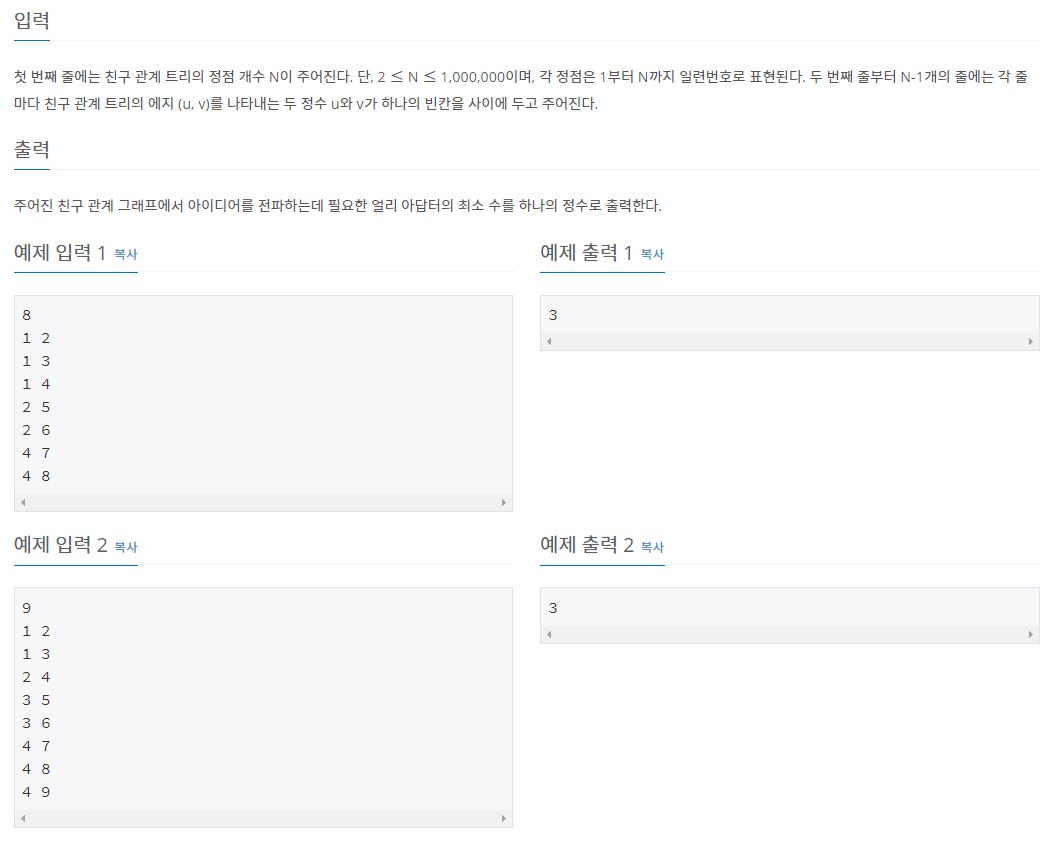 입력
첫 번째 줄에는 친구 관계 트리의 정점 개수 N이 주어진다. 단, 2 ≤ N ≤ 1,000,000이며, 각 정점은 1부터 N까지 일련번호로 표현된다. 두 번째 줄부터 N-1개의 줄에는 각 줄
마다 친구 관계 트리의 에지 (u, v)를 나타내는 두 정수 u와 v가 하나의 빈칸을 사이에 두고 주어진다.
출력
주어진 친구 관계 그래프에서 아이디어를 전파하는데 필요한 얼리 아답터의 최소 수를 하나의 정수로 출력한다.
예제 입력 1 복사
8
1 2
1 3
1 4
2 5
2 6
4 7
4 8
예제 출력 1 복사
3
예제 입력 2 복사
9
1 2
1 3
2 4
3 5
3 6
4 7
4 8
4 9
예제 출력 2 복사
3